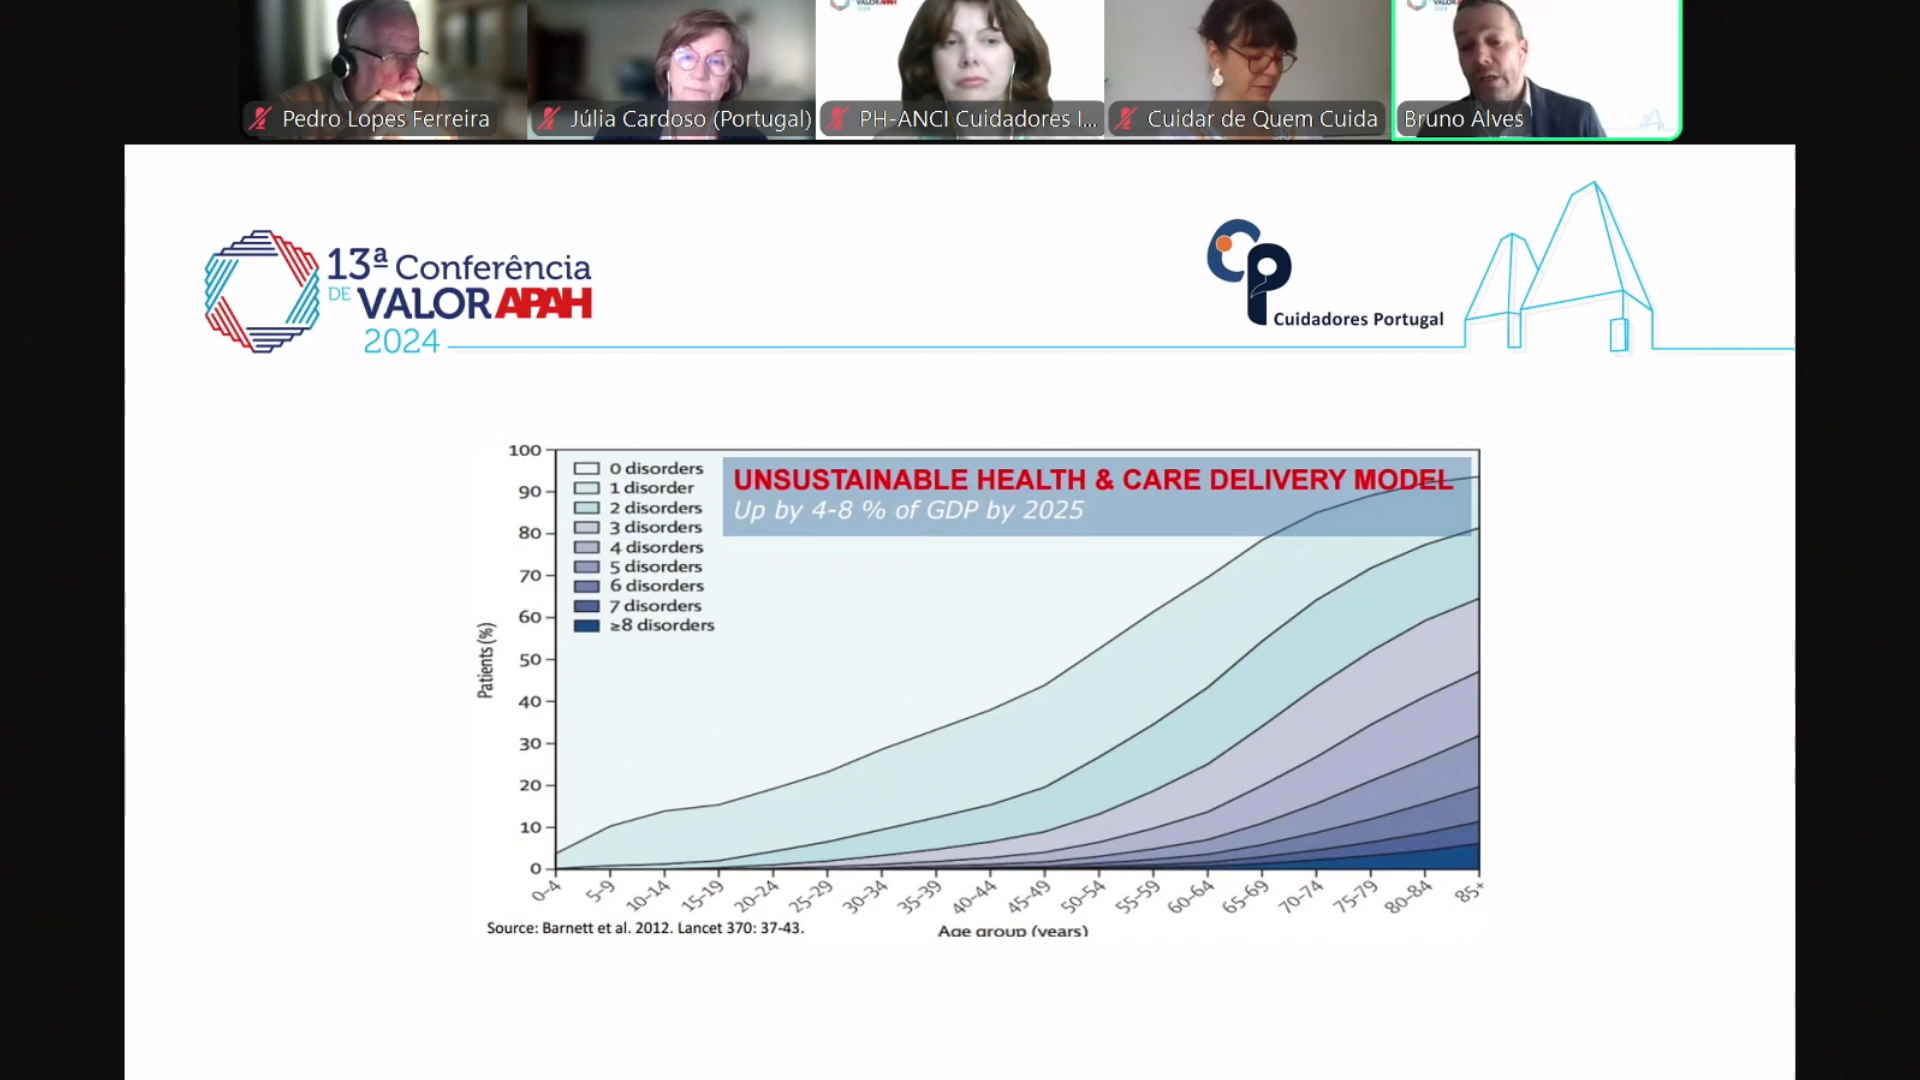 Pedro Lopes Ferreira
Júlia Cardoso (Portugal)
PH-ANCI Cuidadores I...
Cuidar de Quem Cuida
Bruno Alves
13ª Conferência
DE VALOR APAH
2024
CP
Cuidadores Portugal
UNSUSTAINABLE HEALTH & CARE DELIVERY MODEL
Up by 4-8 % of GDP by 2025
0 disorders
1 disorder
2 disorders
3 disorders
4 disorders
5 disorders
6 disorders
7 disorders
≥8 disorders
Patients (%)
100
90
80
70
60
50
40
30
20
10
0
0–4
5–9
10–14
15–19
20–24
25–29
30–34
35–39
40–44
45–49
50–54
55–59
60–64
65–69
70–74
75–79
80–84
85+
Age group (years)
Source: Barnett et al. 2012. Lancet 370: 37-43.